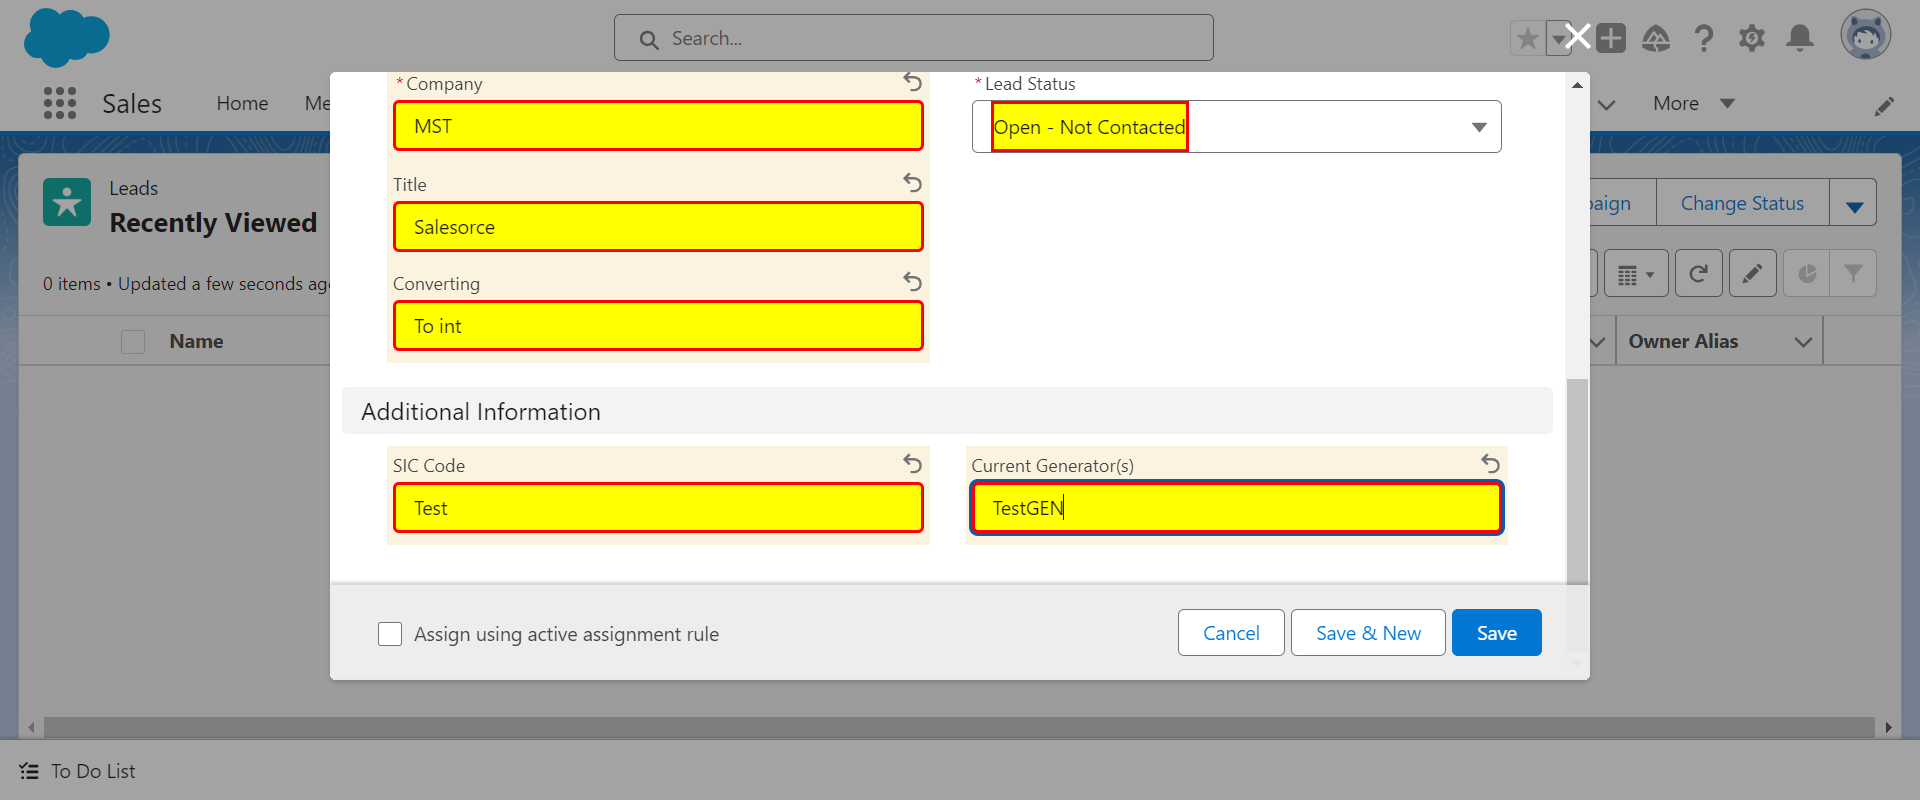 Search...
Sales
Home
Me
More
Leads
Recently Viewed
0 items • Updated a few seconds ag
paign
Change Status
Name
Owner Alias
* Company
MST
* Lead Status
Open - Not Contacted
Title
Salesorce
Converting
To int
Additional Information
SIC Code
Test
Current Generator(s)
TestGEN
Assign using active assignment rule
Cancel
Save & New
Save
To Do List